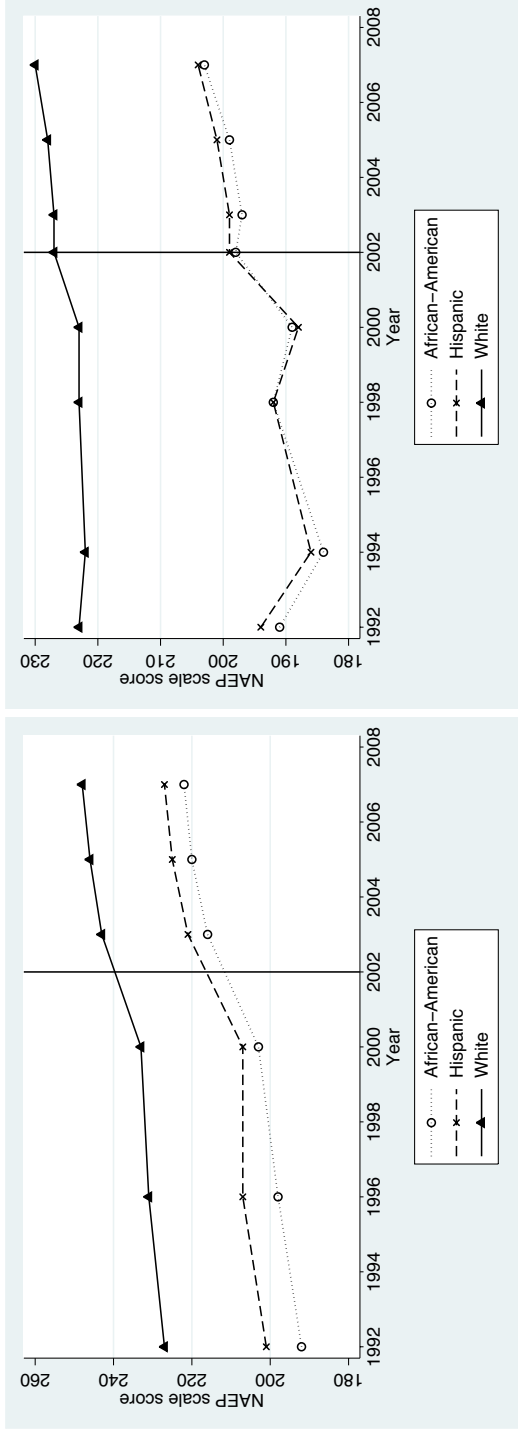 NAEP scale score
230
220
210
200
190
180
1992 1994 1996 1998 2000 2002 2004 2006 2008
Year
African−American
Hispanic
White
NAEP scale score
260
240
220
200
180
1992 1994 1996 1998 2000 2002 2004 2006 2008
Year
African−American
Hispanic
White